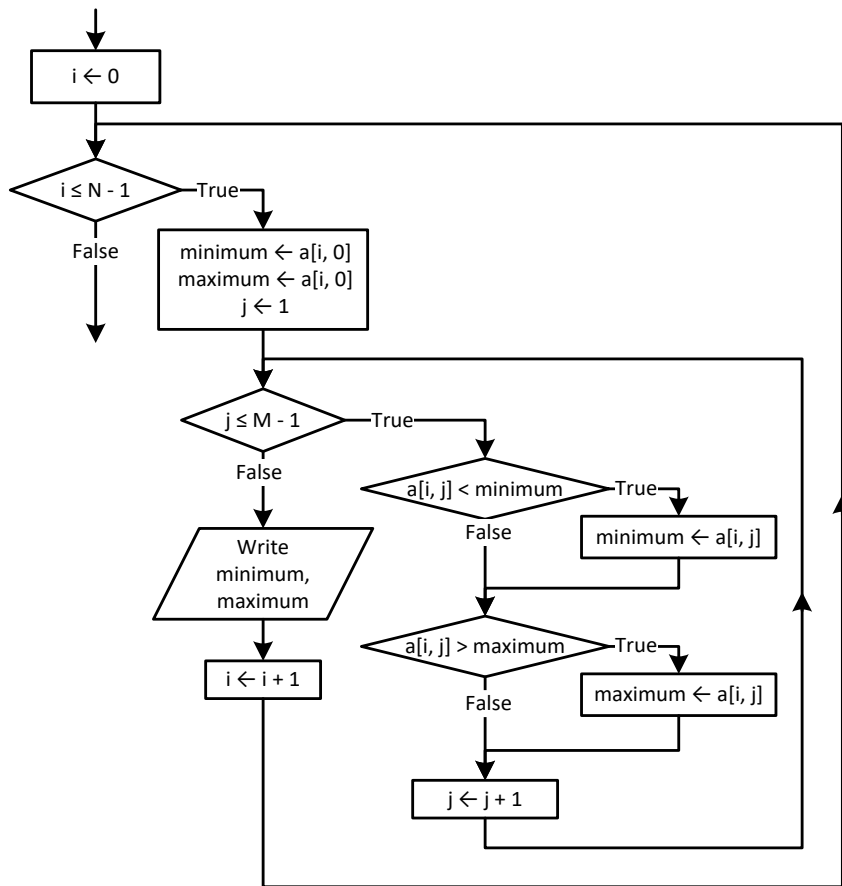 i ← 0
i ≤ N - 1
True
False
minimum ← a[i, 0]
maximum ← a[i, 0]
j ← 1
j ≤ M - 1
True
False
a[i, j] < minimum
True
False
minimum ← a[i, j]
Write
minimum,
maximum
a[i, j] > maximum
True
False
maximum ← a[i, j]
i ← i + 1
j ← j + 1